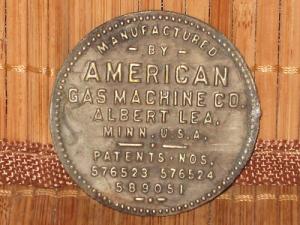 MANUFACTURED
- BY -
AMERICAN
GAS MACHINE CO.
ALBERT LEA,
MINN. U.S.A.
PATENTS · NOS.
576523 576524
589051